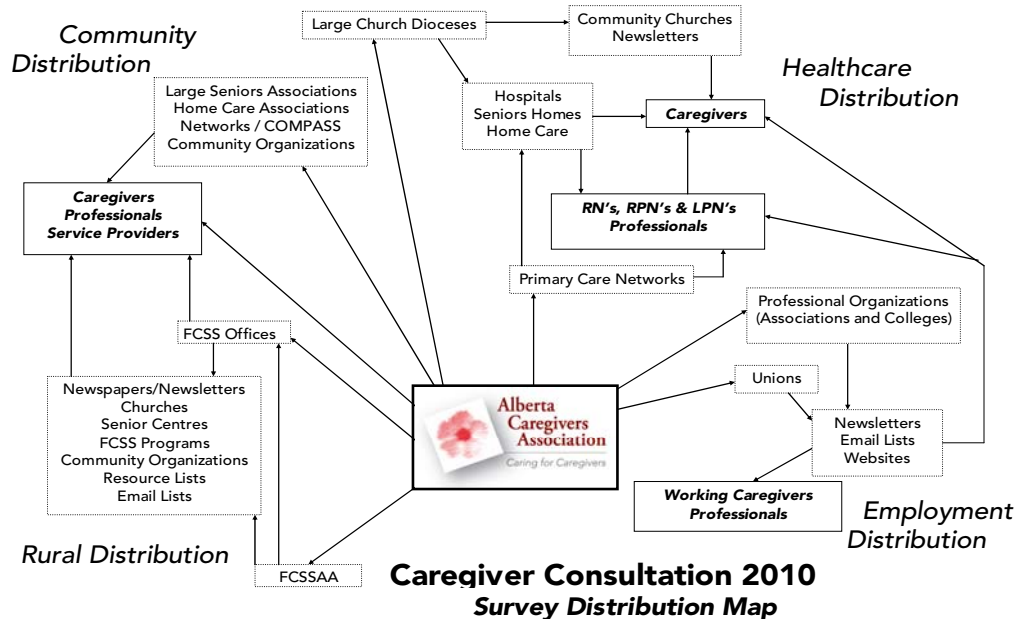 Community
Distribution
Large Church Dioceses
Community Churches
Newsletters
Healthcare
Distribution
Large Seniors Associations
Home Care Associations
Networks / COMPASS
Community Organizations
Hospitals
Seniors Homes
Home Care
Caregivers
Caregivers
Professionals
Service Providers
RN's, RPN's & LPN's
Professionals
Primary Care Networks
Professional Organizations
(Associations and Colleges)
FCSS Offices
Unions
Newspapers/Newsletters
Churches
Senior Centres
FCSS Programs
Community Organizations
Resource Lists
Email Lists
Alberta
Caregivers
Association
Caring for Caregivers
Newsletters
Email Lists
Websites
Working Caregivers
Professionals
Employment
Distribution
Rural Distribution
FCSSAA
Caregiver Consultation 2010
Survey Distribution Map